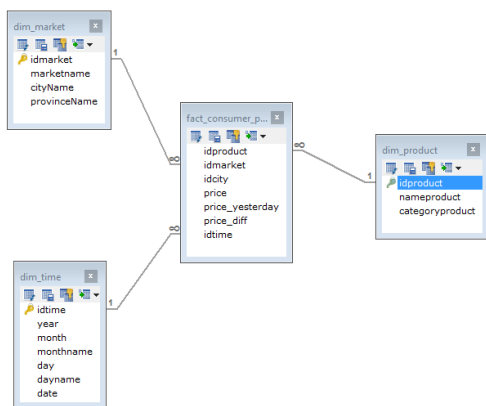 dim_market
x
idmarket
marketname
cityName
provinceName
1
∞
fact_consumer_p...
x
idproduct
idmarket
idcity
price
price_yesterday
price_diff
idtime
∞
∞
1
dim_product
x
idproduct
nameproduct
categoryproduct
dim_time
x
idtime
year
month
monthname
day
dayname
date
1